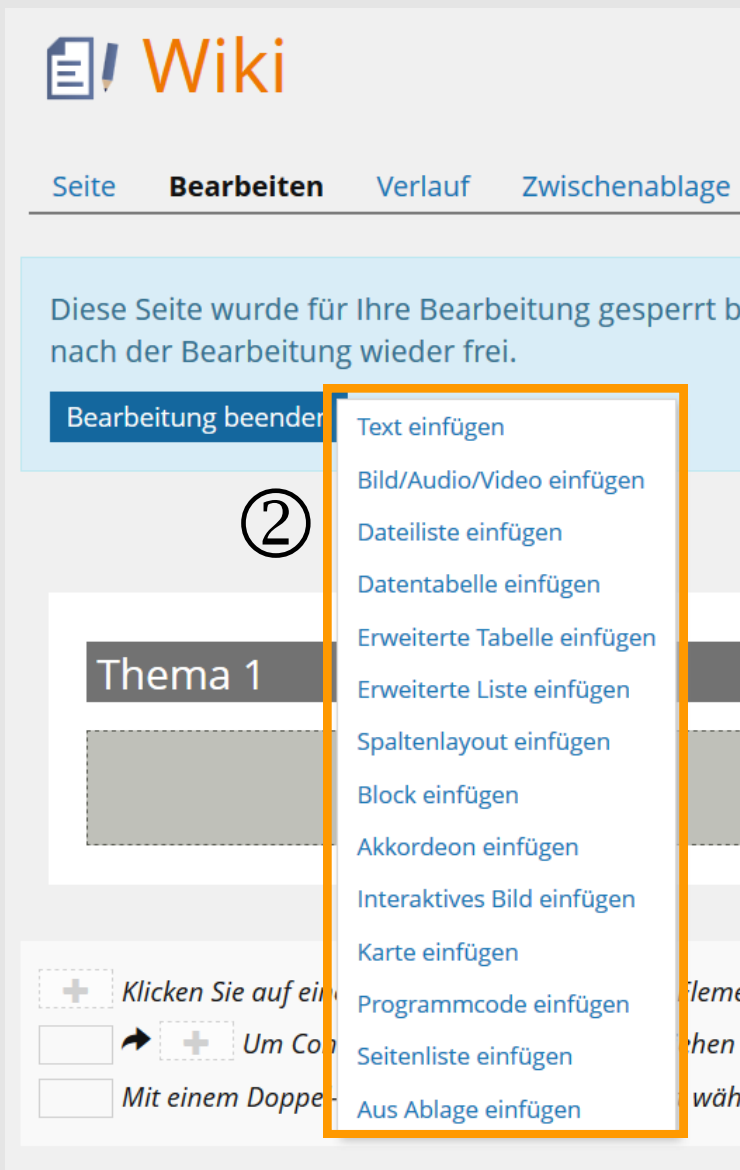 Wiki
Seite Bearbeiten Verlauf Zwischenablage
Diese Seite wurde für Ihre Bearbeitung gesperrt
nach der Bearbeitung wieder frei.
Bearbeitung beenden
②
Text einfügen
Bild/Audio/Video einfügen
Dateiliste einfügen
Datentabelle einfügen
Erweiterte Tabelle einfügen
Erweiterte Liste einfügen
Spaltenlayout einfügen
Block einfügen
Akkordeon einfügen
Interaktives Bild einfügen
Karte einfügen
Programmcode einfügen
Seitenliste einfügen
Aus Ablage einfügen
Thema 1
Klicken Sie auf
Um
Mit einem